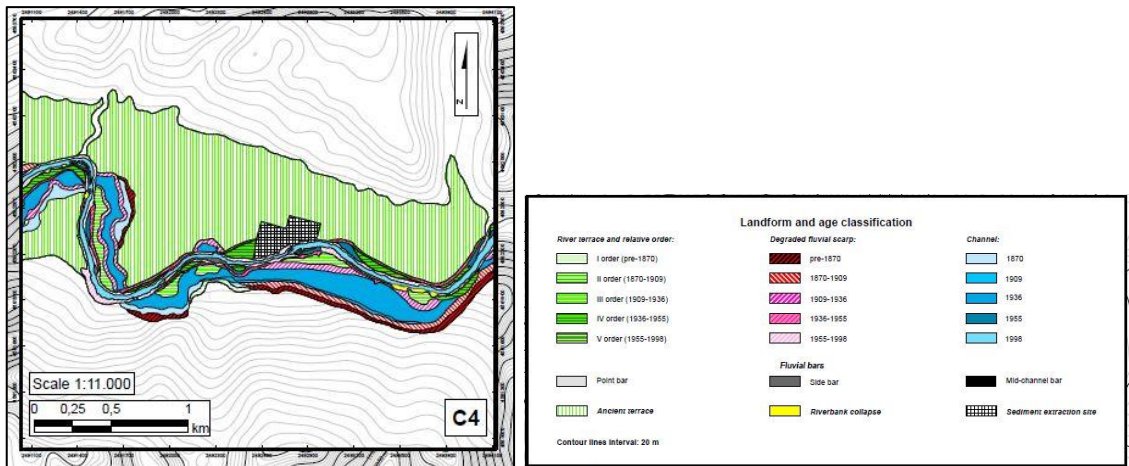 N
Scale 1:11.000
0 0,25 0,5 1
km
C4
Landform and age classification
River terrace and relative order:
I order (pre-1870)
II order (1870-1909)
III order (1909-1936)
IV order (1936-1955)
V order (1955-1998)
Degraded fluvial scarp:
pre-1870
1870-1909
1909-1936
1936-1955
1955-1998
Channel:
1870
1909
1936
1955
1998
Fluvial bars
Point bar
Side bar
Mid-channel bar
Ancient terrace
Riverbank collapse
Sediment extraction site
Contour lines interval: 20 m